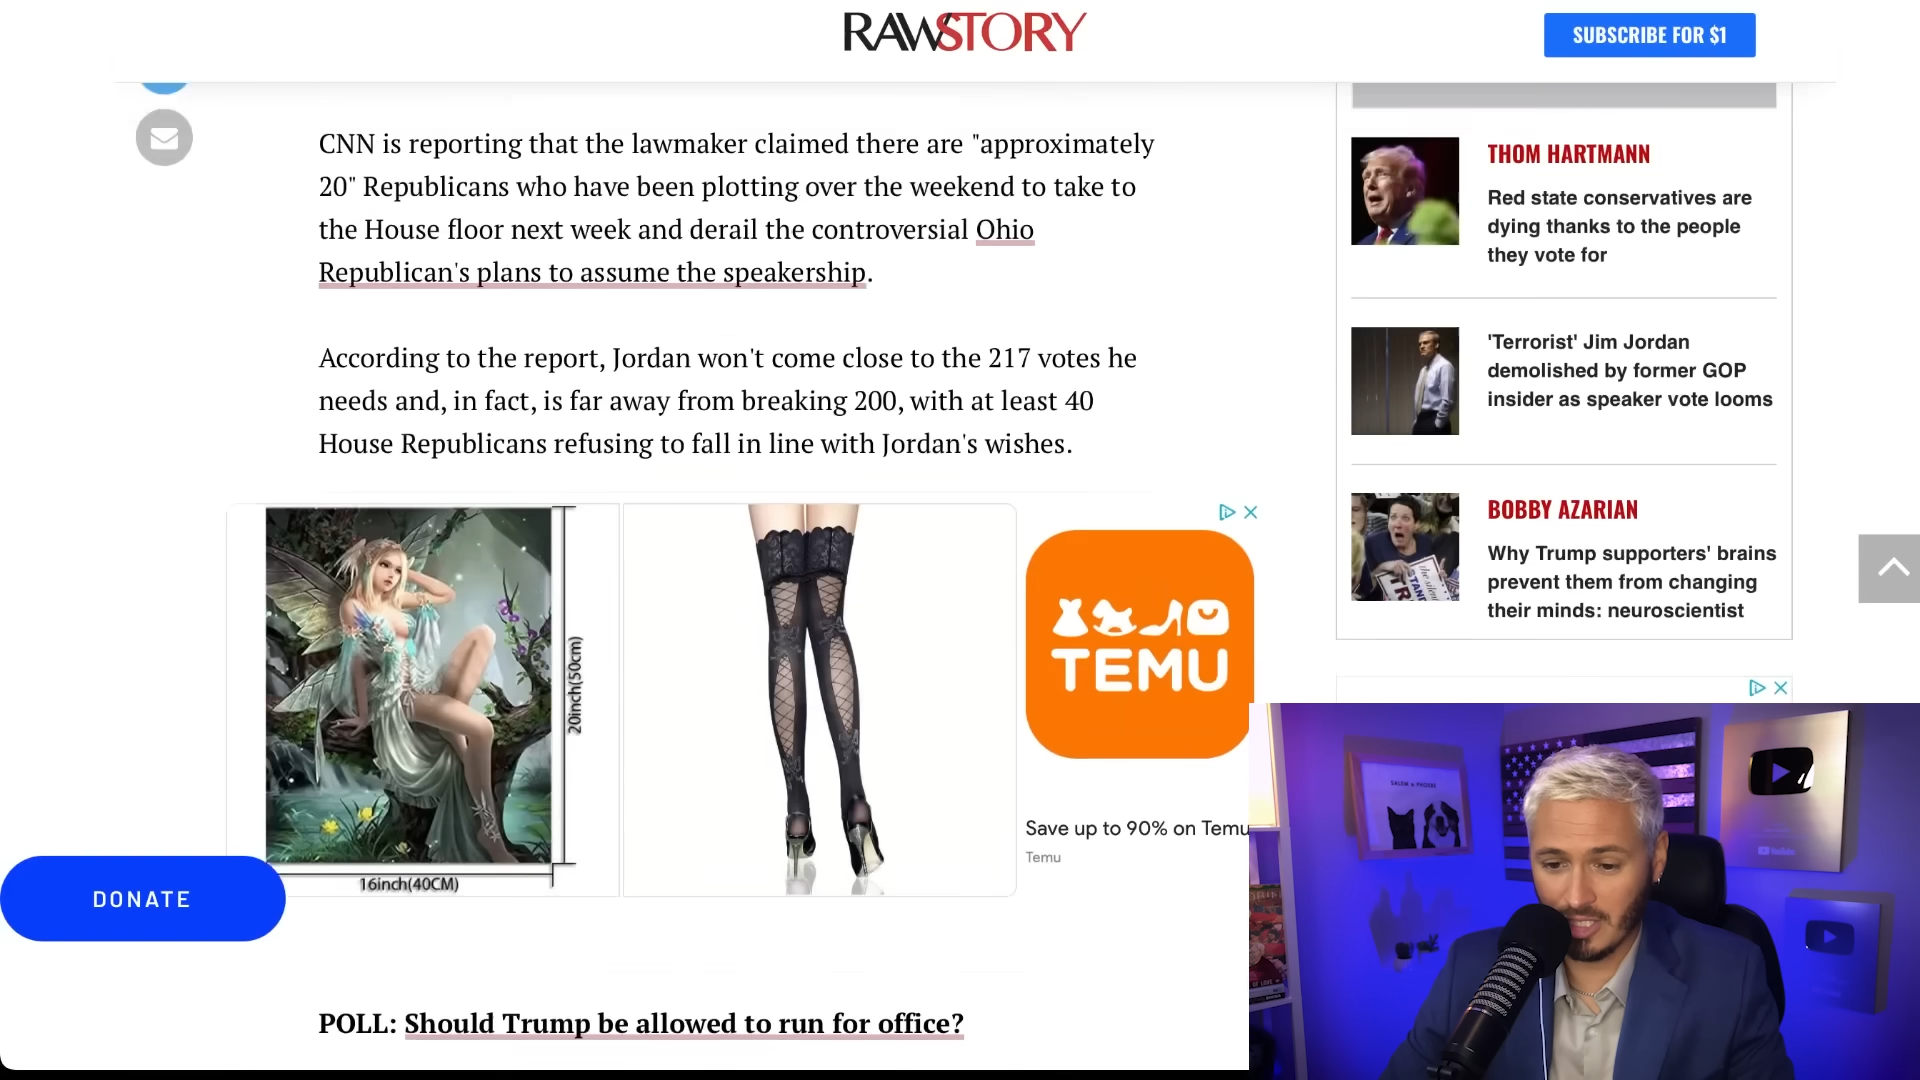 RAWSTORY
SUBSCRIBE FOR $1
CNN is reporting that the lawmaker claimed there are "approximately
20" Republicans who have been plotting over the weekend to take to
the House floor next week and derail the controversial Ohio
Republican's plans to assume the speakership.
According to the report, Jordan won't come close to the 217 votes he
needs and, in fact, is far away from breaking 200, with at least 40
House Republicans refusing to fall in line with Jordan's wishes.
20inch(50cm)
16inch(40CM)
TEMU
Save up to 90% on Temu
Temu
DONATE
POLL: Should Trump be allowed to run for office?
THOM HARTMANN
Red state conservatives are
dying thanks to the people
they vote for
'Terrorist' Jim Jordan
demolished by former GOP
insider as speaker vote looms
BOBBY AZARIAN
Why Trump supporters' brains
prevent them from changing
their minds: neuroscientist
SALEM & PHOEBE
YouTube